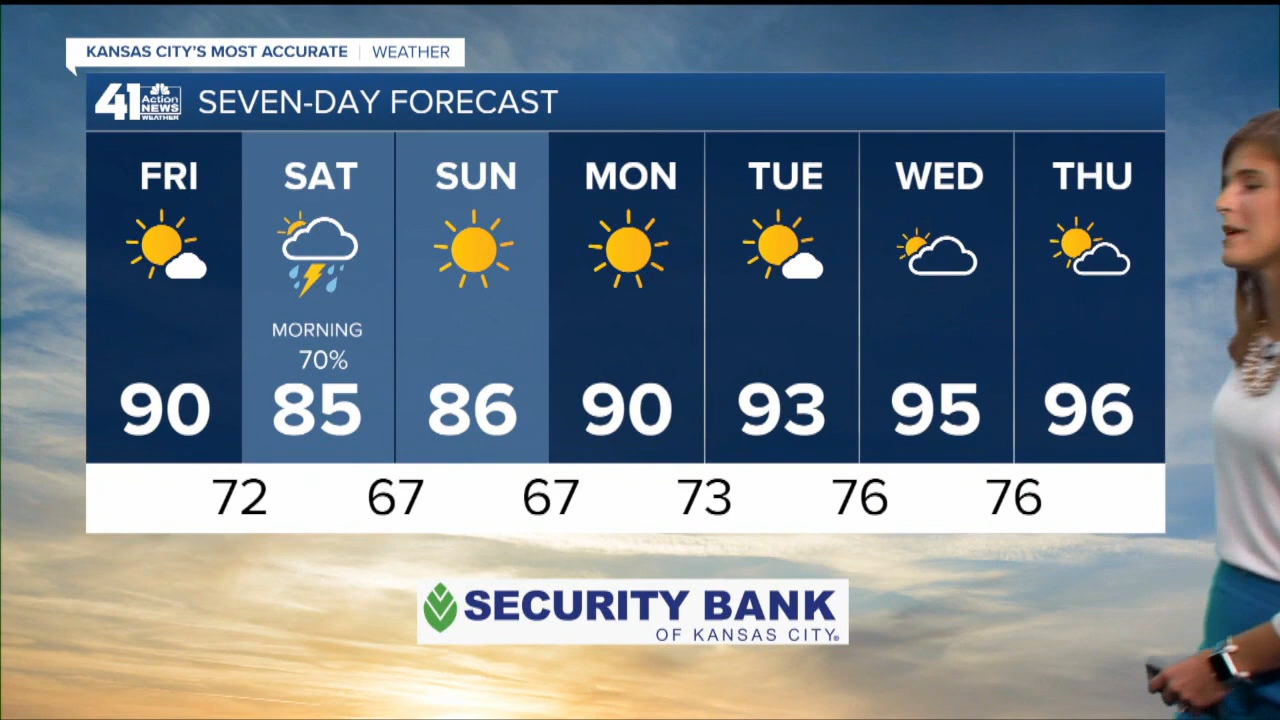 KANSAS CITY'S MOST ACCURATE | WEATHER
41 Action NEWS WEATHER SEVEN-DAY FORECAST
FRI SAT SUN MON TUE WED THU
MORNING
70%
90 85 86 90 93 95 96
72 67 67 73 76 76
SECURITY BANK
OF KANSAS CITY®